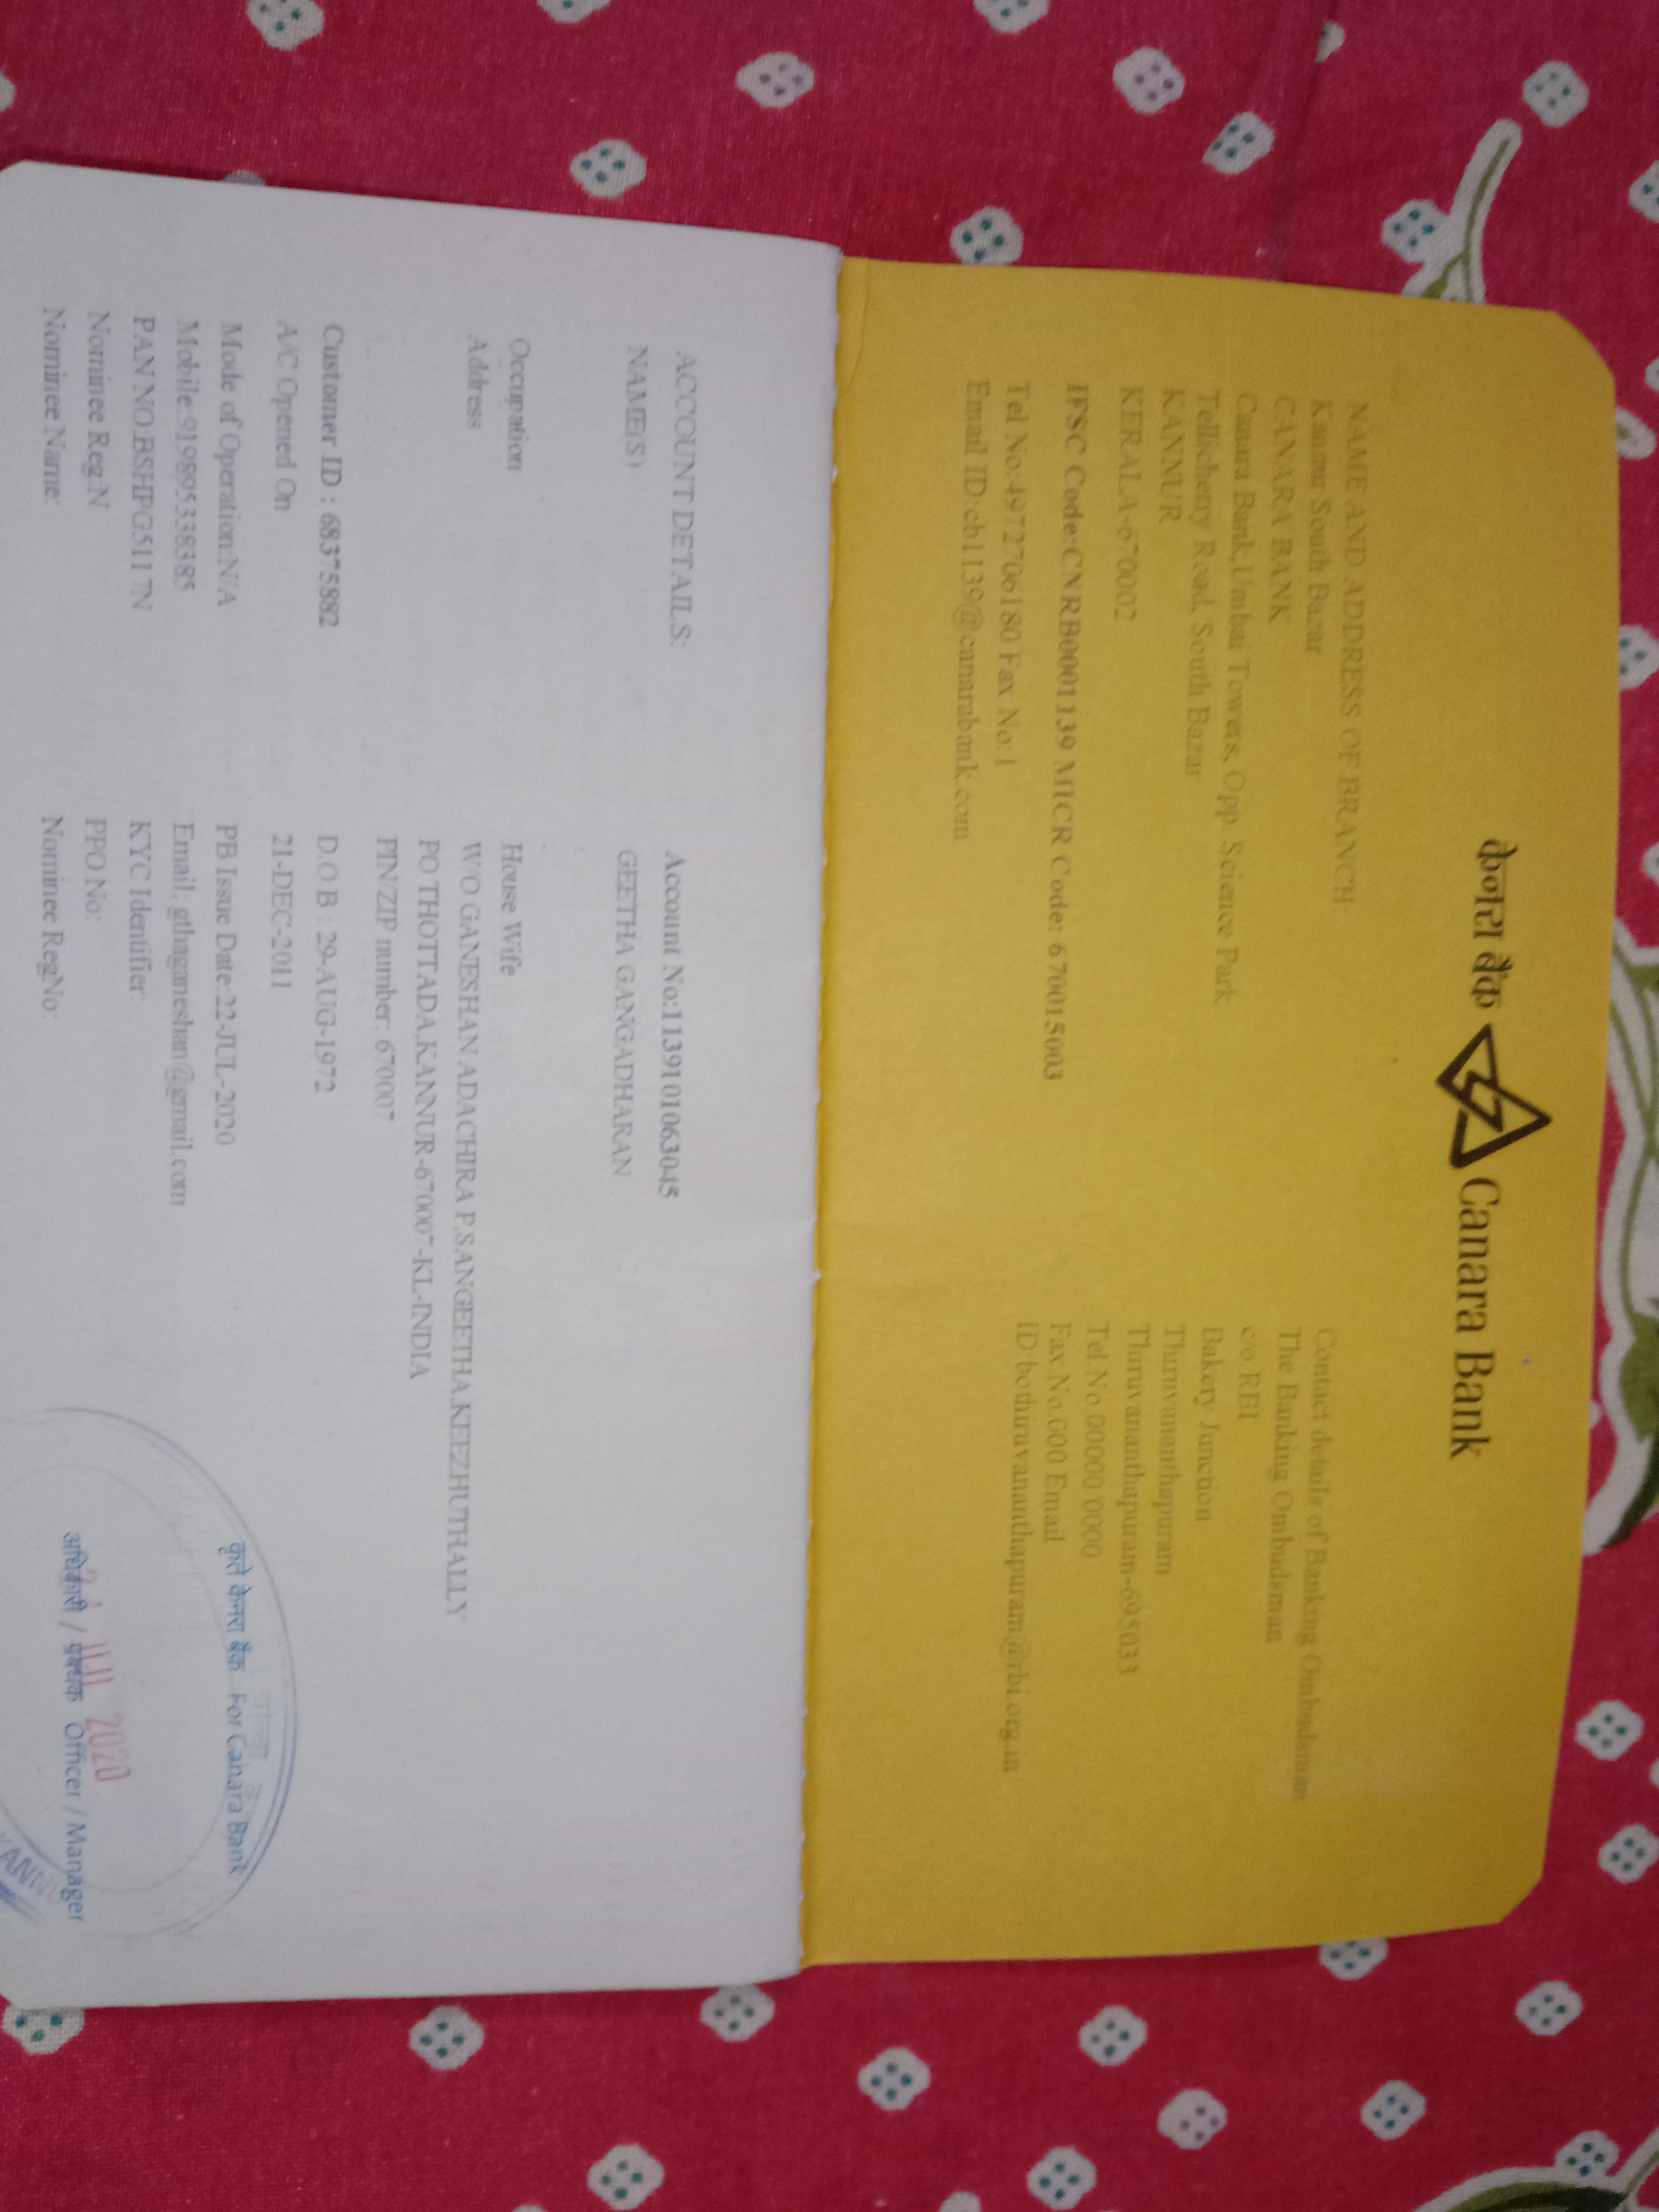 केनरा बैंक Canara Bank
NAME AND ADDRESS OF BRANCH
Kannur South Bazar
CANARA BANK
Canara Bank,Umbai Towers, Opp. Science Park
Tellicherry Road, South Bazar
KANNUR
KERALA-670002
IFSC Code:CNRB0001139 MICR Code: 670015003
Tel No:4972706180 Fax No:1
Email ID:cb1139@canarabank.com
Contact details of Banking Ombudsman
The Banking Ombudsman
c/o RBI
Bakery Junction
Thiruvananthapuram
Thiruvananthapuram-695033
Tel.No.00000 0000
Fax.No.000 Email
ID:bothiruvananthapuram@rbi.org.in
ACCOUNT DETAILS: Account No:1139101063045
NAME(S) GEETHA GANGADHARAN
Occupation House Wife
Address W/O GANESHAN ADACHIRA P,SANGEETHA,KEEZHUTHALLY
PO THOTTADA,KANNUR-670007-KL-INDIA
PIN/ZIP number: 670007
Customer ID : 68375882 D.O.B : 29-AUG-1972
A/C Opened On 21-DEC-2011
Mode of Operation:N/A PB Issue Date:22-JUL-2020
Mobile:919895338385 Email: gthaganeshan@gmail.com
PAN NO:BSHPG5117N KYC Identifier:
Nominee Reg:N PPO No:
Nominee Name: Nominee RegNo:
कृते केनरा बैंक For Canara Bank
2020
अधिकारी / प्रबंधक Officer / Manager